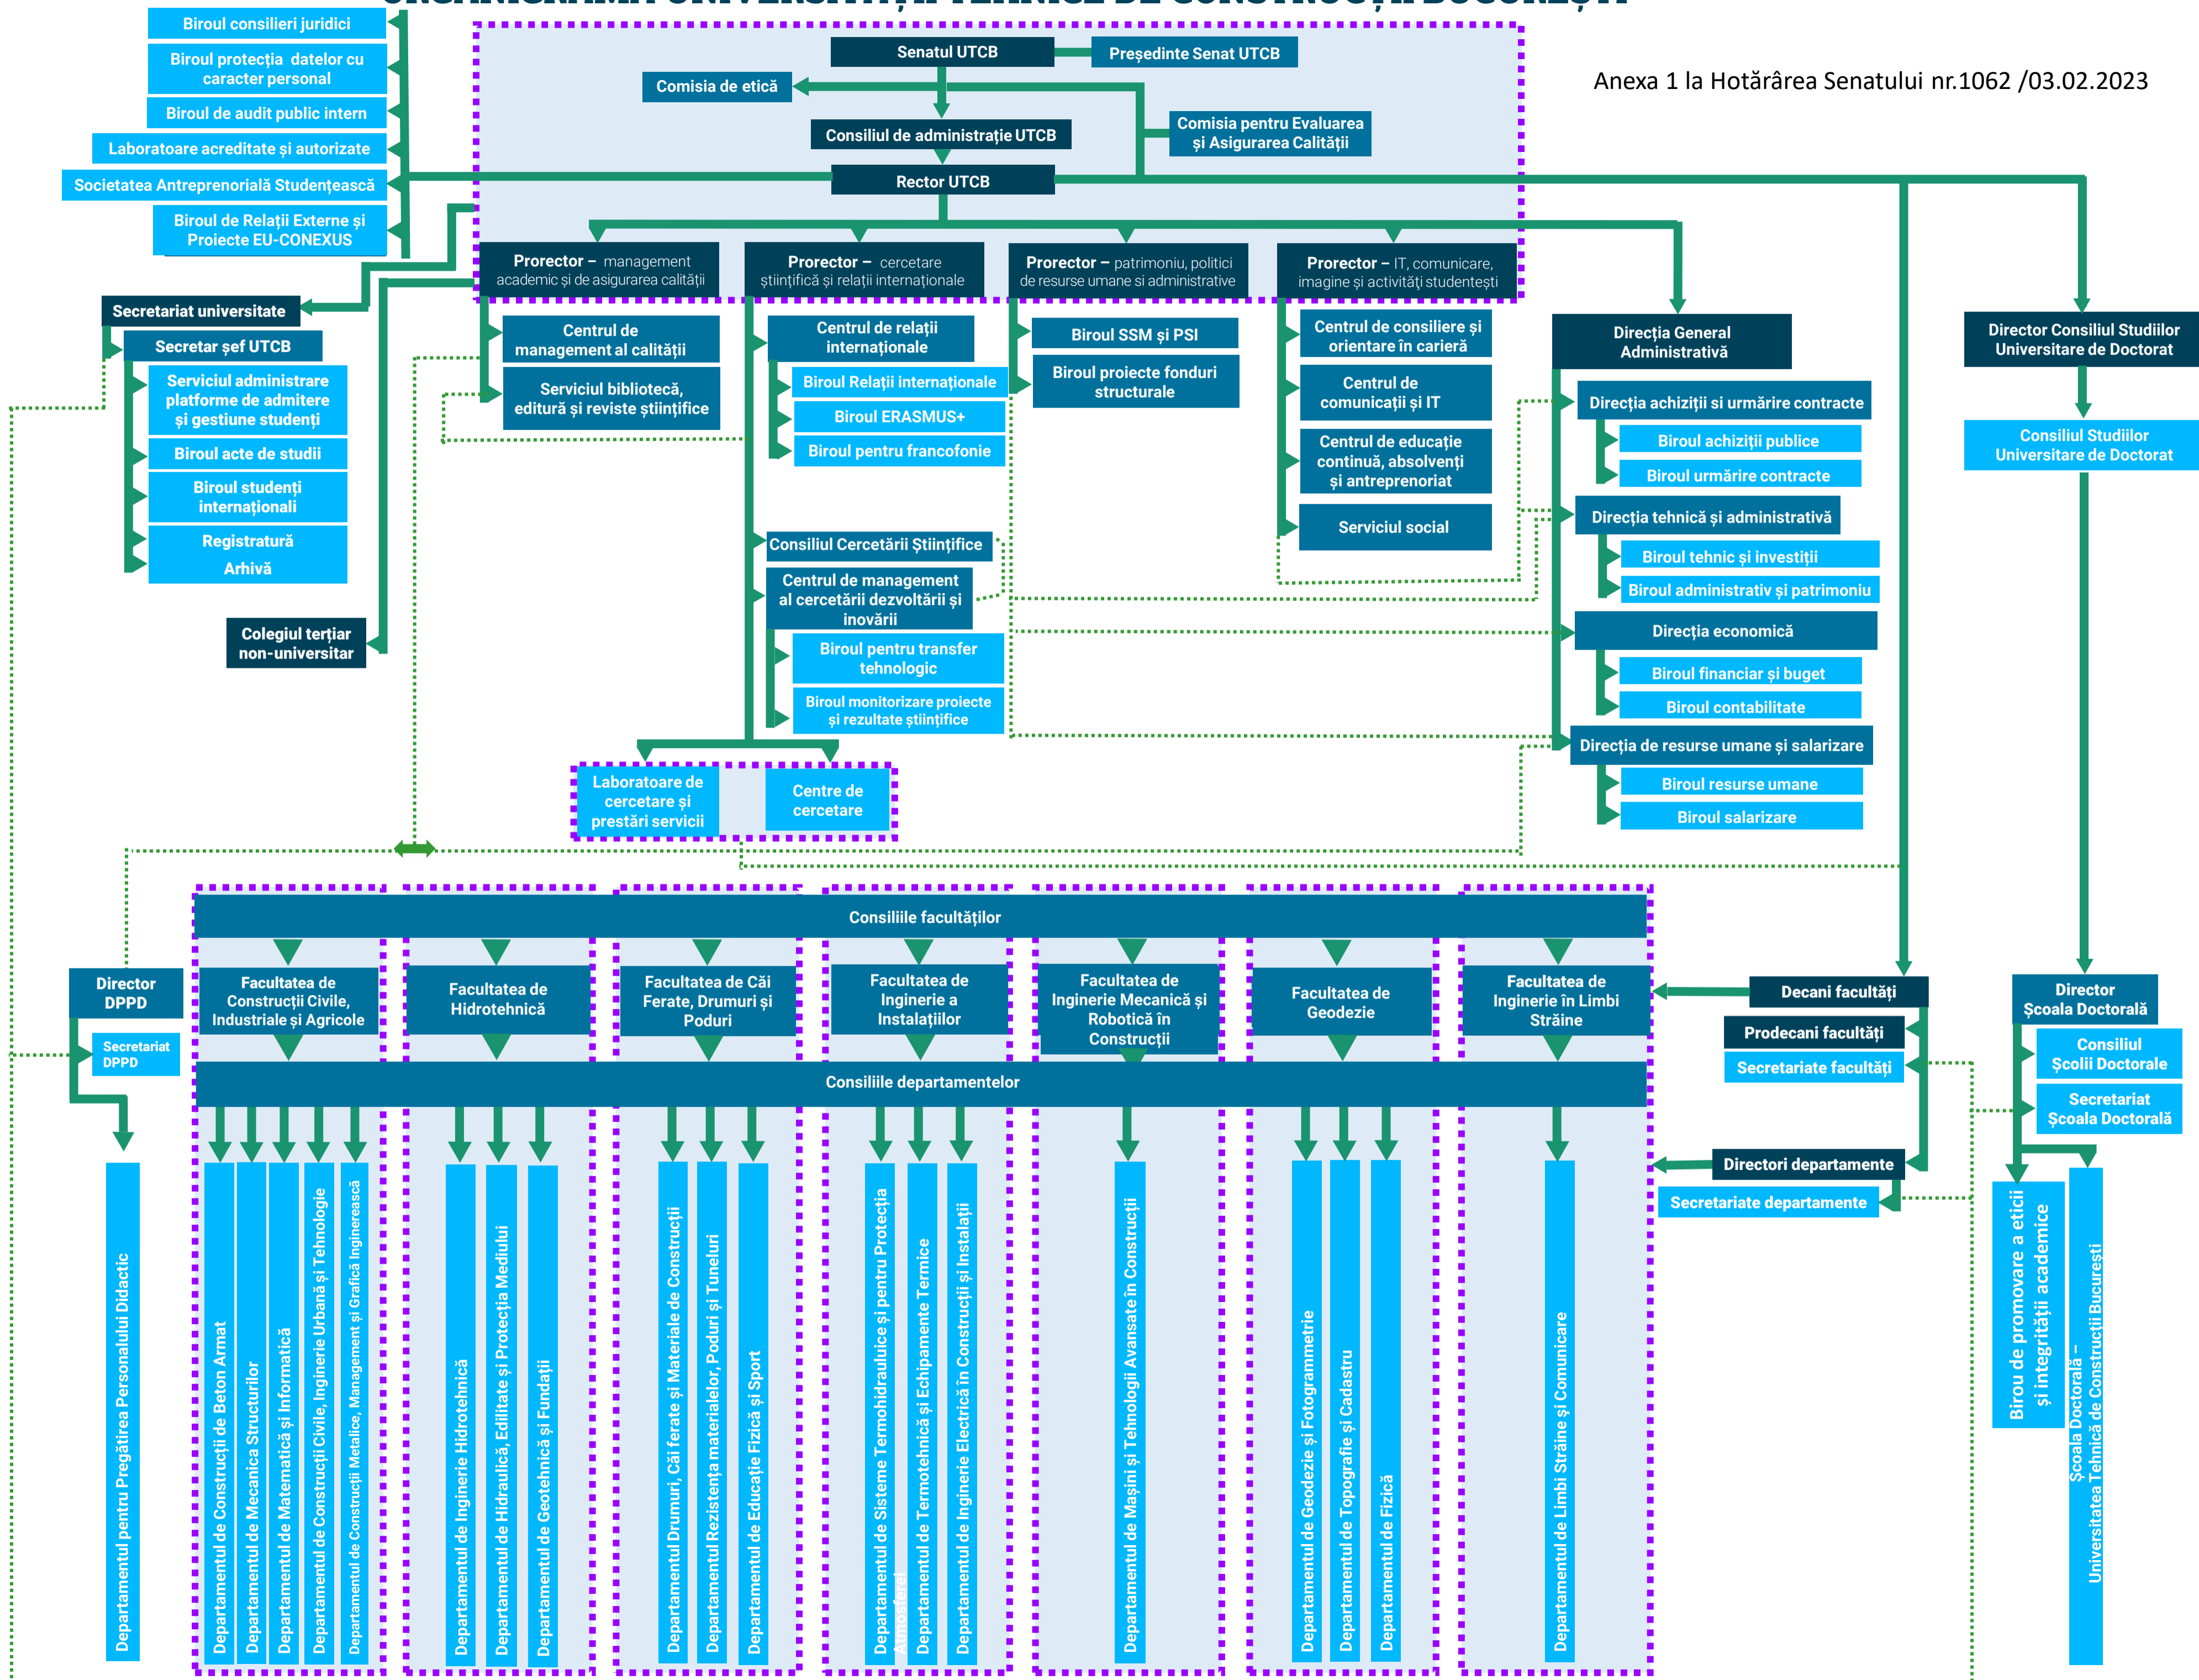 ORGANIGRAMA UNIVERSITĂȚII TEHNICE DE CONSTRUCȚII BUCUREȘTI
Anexa 1 la Hotărârea Senatului nr.1062 /03.02.2023
Biroul consilieri juridici
Biroul protecția datelor cu
caracter personal
Biroul de audit public intern
Laboratoare acreditate și autorizate
Societatea Antreprenorială Studențească
Biroul de Relații Externe și
Proiecte EU-CONEXUS
Senatul UTCB
Președinte Senat UTCB
Comisia de etică
Consiliul de administrație UTCB
Comisia pentru Evaluarea
și Asigurarea Calității
Rector UTCB
Prorector – management
academic și de asigurarea calității
Prorector – cercetare
științifică și relații internaționale
Prorector – patrimoniu, politici
de resurse umane si administrative
Prorector – IT, comunicare,
imagine și activități studentești
Secretariat universitate
Secretar șef UTCB
Serviciul administrare
platforme de admitere
și gestiune studenți
Biroul acte de studii
Biroul studenți
internaționali
Registratură
Arhivă
Colegiul terțiar
non-universitar
Centrul de
management al calității
Serviciul bibliotecă,
editură și reviste științifice
Centrul de relații
internaționale
Biroul Relații internaționale
Biroul ERASMUS+
Biroul pentru francofonie
Consiliul Cercetării Științifice
Centrul de management
al cercetării dezvoltării și
inovării
Biroul pentru transfer
tehnologic
Biroul monitorizare proiecte
și rezultate științifice
Laboratoare de
cercetare și
prestări servicii
Centre de
cercetare
Biroul SSM și PSI
Biroul proiecte fonduri
structurale
Centrul de consiliere și
orientare în carieră
Centrul de
comunicații și IT
Centrul de educație
continuă, absolvenți
și antreprenoriat
Serviciul social
Direcția General
Administrativă
Direcția achiziții si urmărire contracte
Biroul achiziții publice
Biroul urmărire contracte
Direcția tehnică și administrativă
Biroul tehnic și investiții
Biroul administrativ și patrimoniu
Direcția economică
Biroul financiar și buget
Biroul contabilitate
Direcția de resurse umane și salarizare
Biroul resurse umane
Biroul salarizare
Director Consiliul Studiilor
Universitare de Doctorat
Consiliul Studiilor
Universitare de Doctorat
Consiliile facultăților
Director
DPPD
Secretariat
DPPD
Facultatea de
Construcții Civile,
Industriale și Agricole
Facultatea de
Hidrotehnică
Facultatea de Căi
Ferate, Drumuri și
Poduri
Facultatea de
Inginerie a
Instalațiilor
Facultatea de
Inginerie Mecanică și
Robotică în
Construcții
Facultatea de
Geodezie
Facultatea de
Inginerie în Limbi
Străine
Decani facultăți
Prodecani facultăți
Secretariate facultăți
Directori departamente
Secretariate departamente
Director
Școala Doctorală
Consiliul
Școlii Doctorale
Secretariat
Școala Doctorală
Consiliile departamentelor
Departamentul pentru Pregătirea Personalului Didactic
Departamentul de Construcții de Beton Armat
Departamentul de Mecanica Structurilor
Departamentul de Matematică și Informatică
Departamentul de Construcții Civile, Inginerie Urbană și Tehnologie
Departamentul de Construcții Metalice, Management și Grafică Inginerească
Departamentul de Inginerie Hidrotehnică
Departamentul de Hidraulică, Edilitate și Protecția Mediului
Departamentul de Geotehnică și Fundații
Departamentul Drumuri, Căi ferate și Materiale de Construcții
Departamentul Rezistența materialelor, Poduri și Tuneluri
Departamentul de Educație Fizică și Sport
Departamentul de Sisteme Termohidrauluice și pentru Protecția
Atmosferei
Departamentul de Termotehnică și Echipamente Termice
Departamentul de Inginerie Electrică în Construcții și Instalații
Departamentul de Mașini și Tehnologii Avansate în Construcții
Departamentul de Geodezie și Fotogrammetrie
Departamentul de Topografie și Cadastru
Departamentul de Fizică
Departamentul de Limbi Străine și Comunicare
Birou de promovare a eticii
și integrității academice
Școala Doctorală –
Universitatea Tehnică de Construcții București